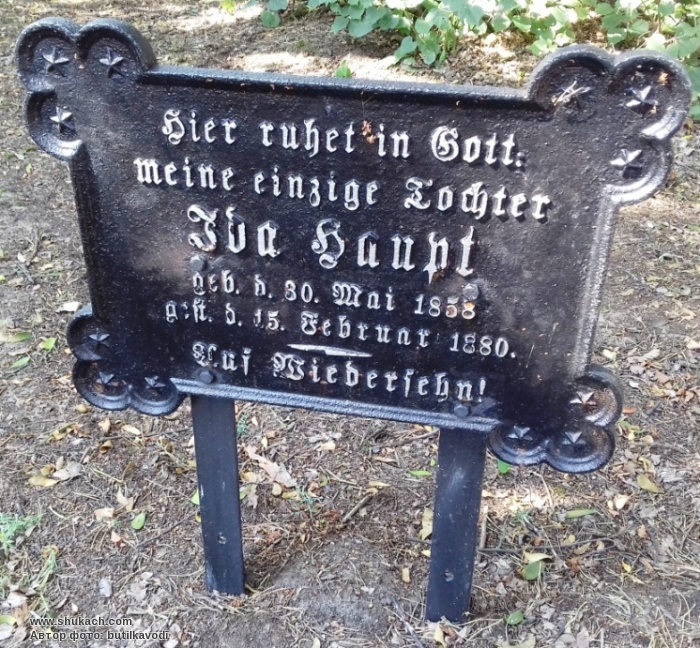 Hier ruhet in Gott:
meine einzige Tochter
Ida Haupt
geb. d. 30. Mai 1858
gest. d. 15. Februar 1880.
Auf Wiedersehn!
www.shukach.com
Автор фото: butilkavodi